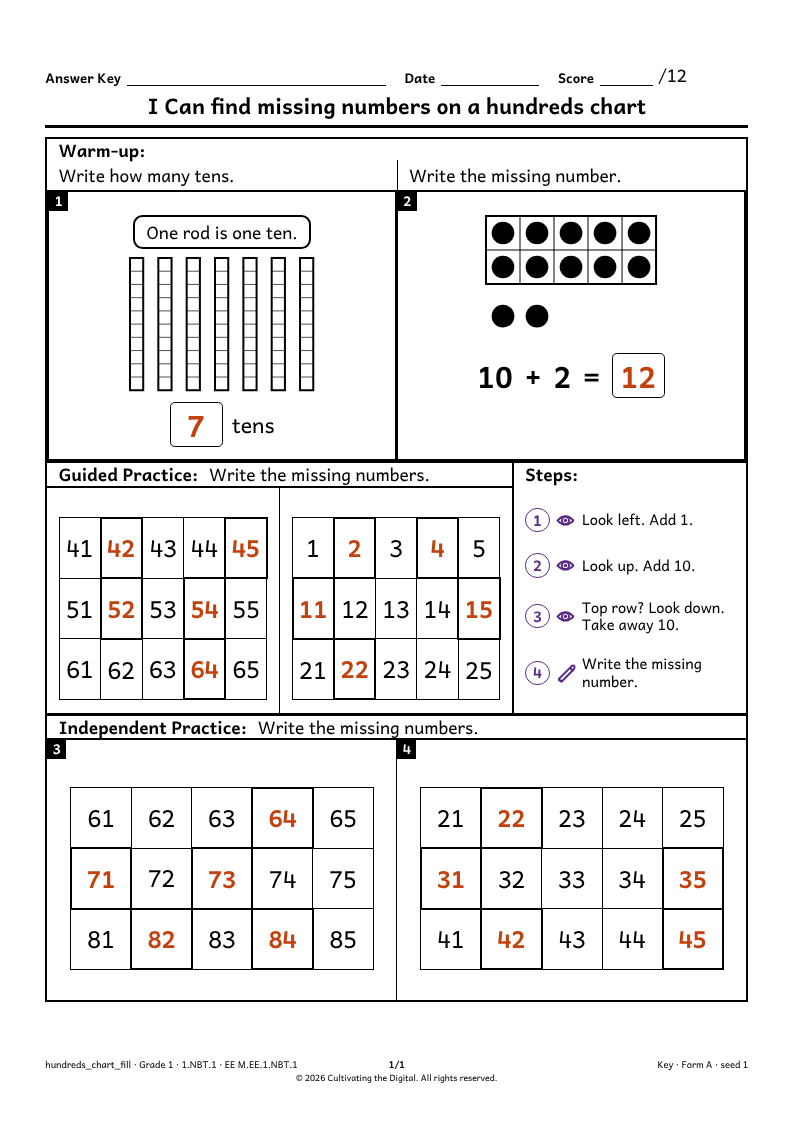 Answer Key ____ Date ____ Score ____ /12
I Can find missing numbers on a hundreds chart
Warm-up:
Write how many tens.
Write the missing number.
1
One rod is one ten.
7 tens
2
10 + 2 = 12
Guided Practice: Write the missing numbers.
41 42 43 44 45
51 52 53 54 55
61 62 63 64 65
1 2 3 4 5
11 12 13 14 15
21 22 23 24 25
Steps:
1 Look left. Add 1.
2 Look up. Add 10.
3 Top row? Look down.
Take away 10.
4 Write the missing
number.
Independent Practice: Write the missing numbers.
3
61 62 63 64 65
71 72 73 74 75
81 82 83 84 85
4
21 22 23 24 25
31 32 33 34 35
41 42 43 44 45
hundreds_chart_fill · Grade 1 · 1.NBT.1 · EE M.EE.1.NBT.1 1/1 Key · Form A · seed 1
© 2026 Cultivating the Digital. All rights reserved.